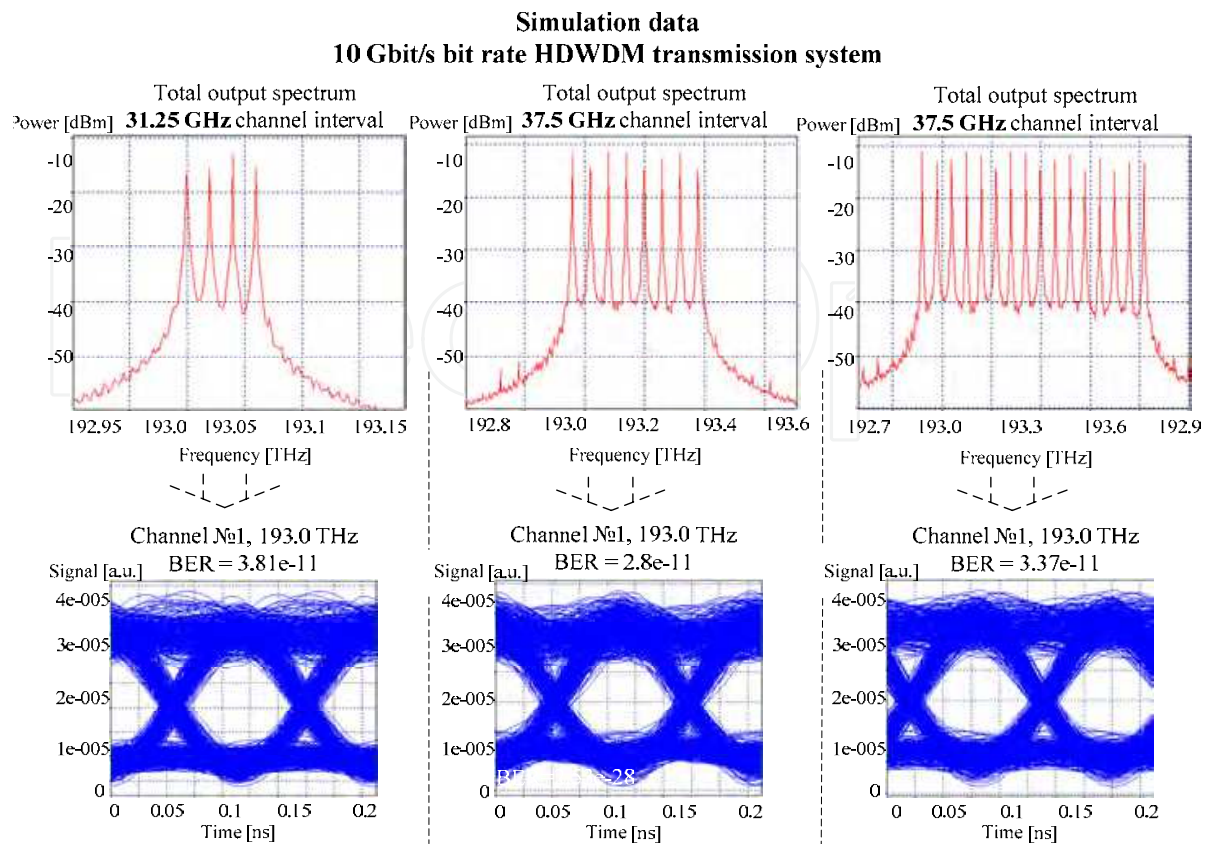 Simulation data
10 Gbit/s bit rate HDWDM transmission system
Total output spectrum
31.25 GHz channel interval
Power [dBm]
-10
-20
-30
-40
-50
192.95 193.0 193.05 193.1 193.15
Frequency [THz]
Channel №1, 193.0 THz
BER = 3.81e-11
Signal [a.u.]
4e-005
3e-005
2e-005
1e-005
0
0 0.05 0.1 0.15 0.2
Time [ns]
Total output spectrum
37.5 GHz channel interval
Power [dBm]
-10
-20
-30
-40
-50
192.8 193.0 193.2 193.4 193.6
Frequency [THz]
Channel №1, 193.0 THz
BER = 2.8e-11
Signal [a.u.]
4e-005
3e-005
2e-005
1e-005
0
0 0.05 0.1 0.15 0.2
Time [ns]
Total output spectrum
37.5 GHz channel interval
Power [dBm]
-10
-20
-30
-40
-50
192.7 193.0 193.3 193.6 192.9
Frequency [THz]
Channel №1, 193.0 THz
BER = 3.37e-11
Signal [a.u.]
4e-005
3e-005
2e-005
1e-005
0
0 0.05 0.1 0.15 0.2
Time [ns]